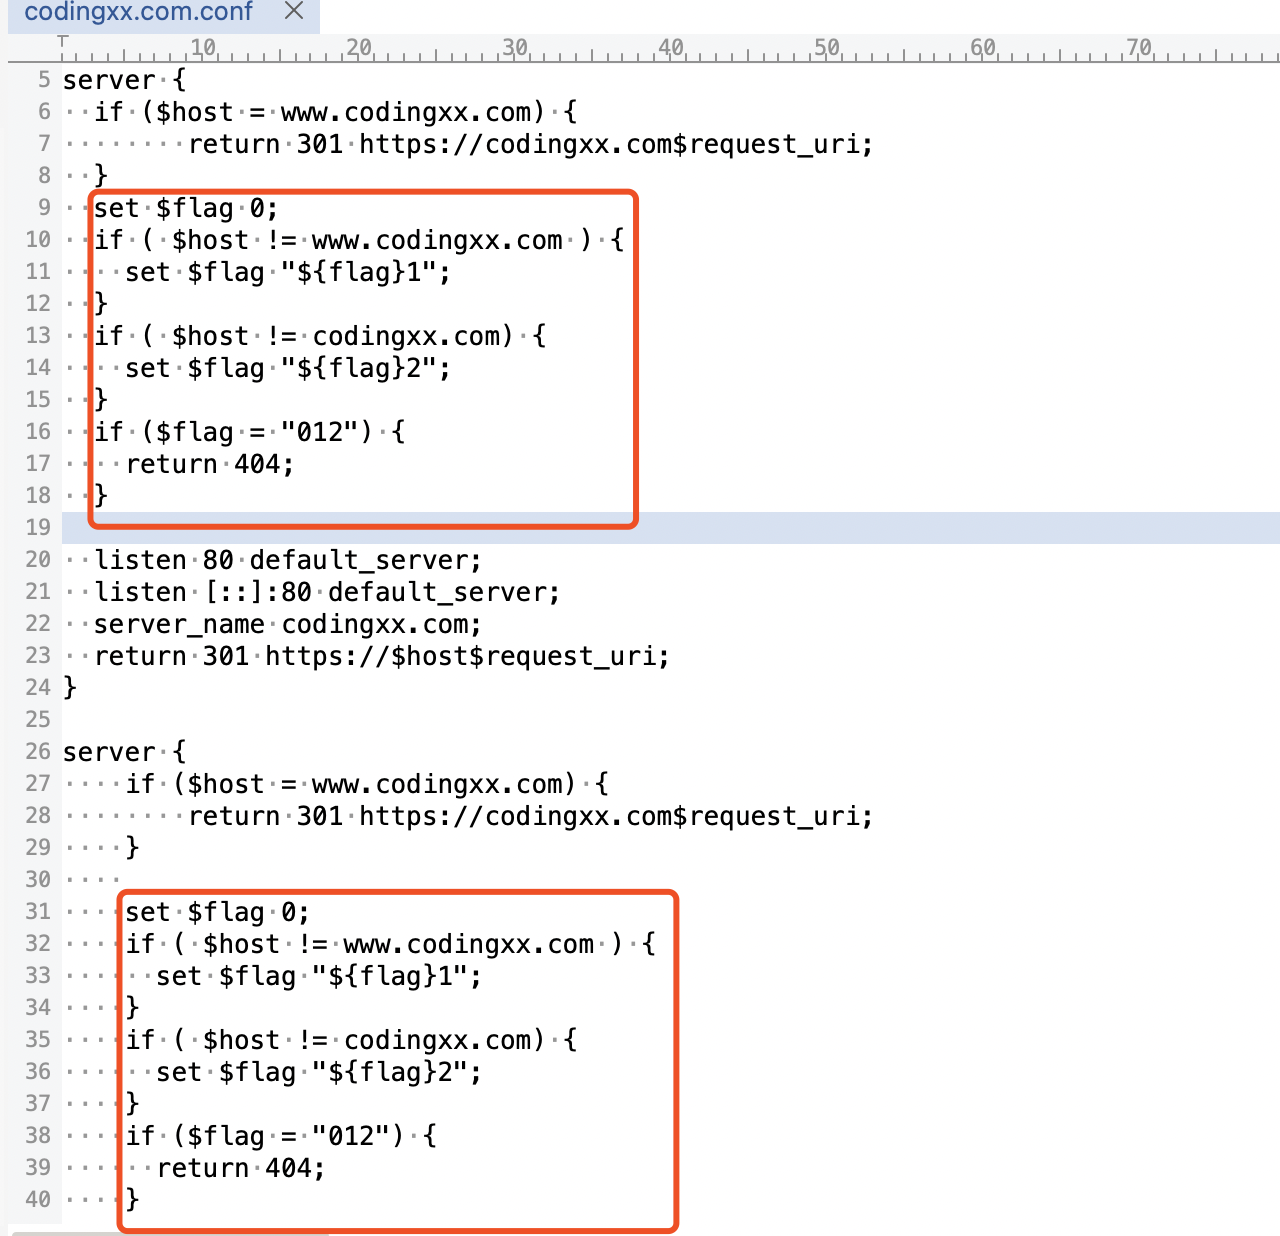 codingxx.com.conf
10 20 30 40 50 60 70
5 server {
6   if ($host = www.codingxx.com) {
7         return 301 https://codingxx.com$request_uri;
8   }
9   set $flag 0;
10   if ( $host != www.codingxx.com ) {
11     set $flag "${flag}1";
12   }
13   if ( $host != codingxx.com) {
14     set $flag "${flag}2";
15   }
16   if ($flag = "012") {
17     return 404;
18   }
19
20   listen 80 default_server;
21   listen [::]:80 default_server;
22   server_name codingxx.com;
23   return 301 https://$host$request_uri;
24 }
25
26 server {
27     if ($host = www.codingxx.com) {
28         return 301 https://codingxx.com$request_uri;
29     }
30
31     set $flag 0;
32     if ( $host != www.codingxx.com ) {
33       set $flag "${flag}1";
34     }
35     if ( $host != codingxx.com) {
36       set $flag "${flag}2";
37     }
38     if ($flag = "012") {
39       return 404;
40     }